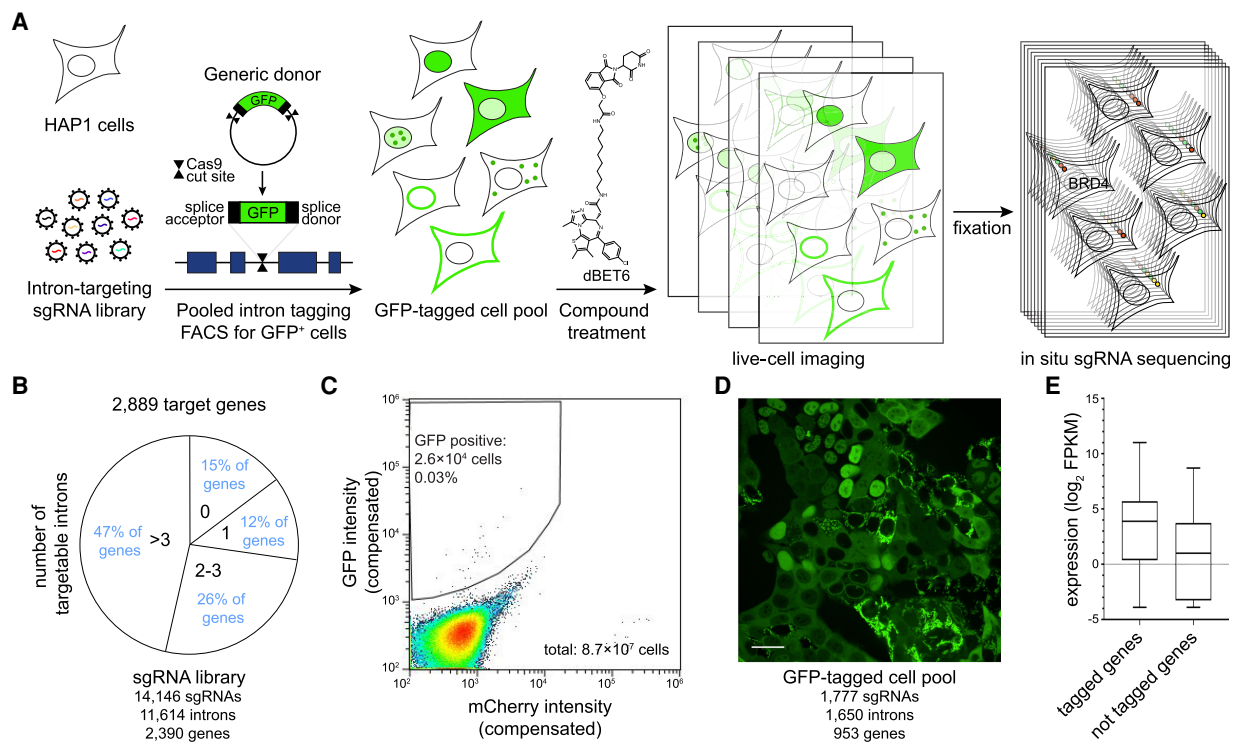 A
HAP1 cells
Intron-targeting
sgRNA library
Generic donor
GFP
Cas9
cut site
splice
acceptor
GFP
splice
donor
Pooled intron tagging
FACS for GFP⁺ cells
GFP-tagged cell pool
dBET6
Compound
treatment
live-cell imaging
fixation
BRD4
in situ sgRNA sequencing
B
2,889 target genes
number of
targetable introns
15% of
genes
0
12% of
genes
1
47% of
genes
>3
2-3
26% of
genes
sgRNA library
14,146 sgRNAs
11,614 introns
2,390 genes
C
GFP intensity
(compensated)
10⁶
10⁵
10⁴
10³
10²
GFP positive:
2.6×10⁴ cells
0.03%
total: 8.7×10⁷ cells
10² 10³ 10⁴ 10⁵ 10⁶
mCherry intensity
(compensated)
D
GFP-tagged cell pool
1,777 sgRNAs
1,650 introns
953 genes
E
expression (log₂ FPKM)
15
10
5
0
-5
tagged genes
not tagged genes